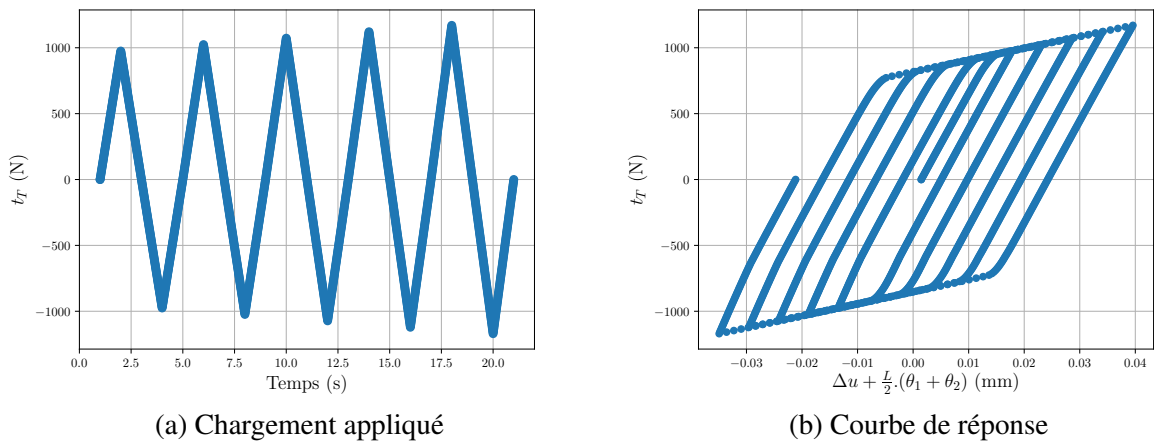 1000
500
0
−500
−1000
t_T (N)
0.0 2.5 5.0 7.5 10.0 12.5 15.0 17.5 20.0
Temps (s)
(a) Chargement appliqué
1000
500
0
−500
−1000
t_T (N)
−0.03 −0.02 −0.01 0.00 0.01 0.02 0.03 0.04
Δu + L/2.(θ₁ + θ₂) (mm)
(b) Courbe de réponse